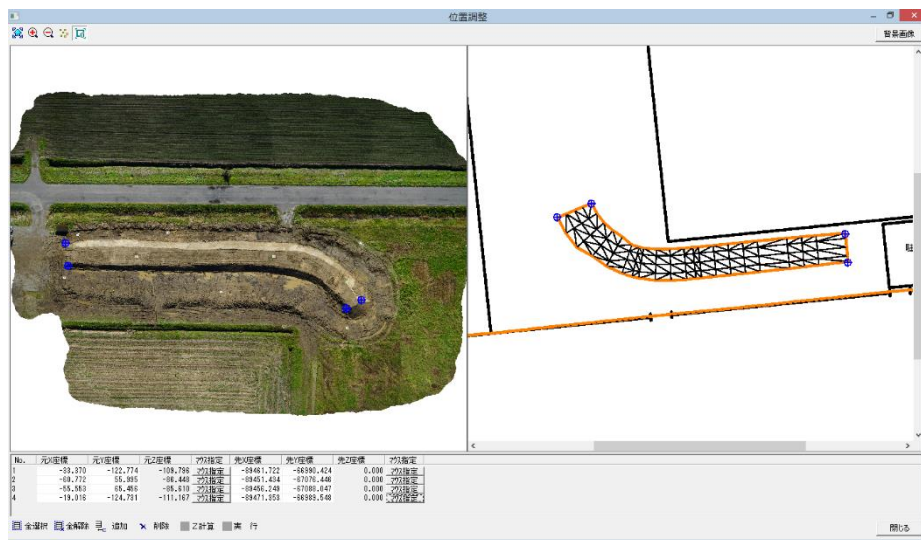 位置調整
背景画像
駐
No. 元X座標 元Y座標 元Z座標 マウス指定 先X座標 先Y座標 先Z座標 マウス指定
1 -33.370 -122.774 -109.796 マウス指定 -89461.722 -66990.424 0.000 マウス指定
2 -60.772 55.995 -86.440 マウス指定 -89451.434 -67076.446 0.000 マウス指定
3 -55.553 65.456 -85.610 マウス指定 -89456.249 -67088.047 0.000 マウス指定
4 -19.016 -124.731 -111.167 マウス指定 -89471.353 -66989.548 0.000 マウス指定
全選択 全解除 追加 削除 Z計算 実 行
閉じる